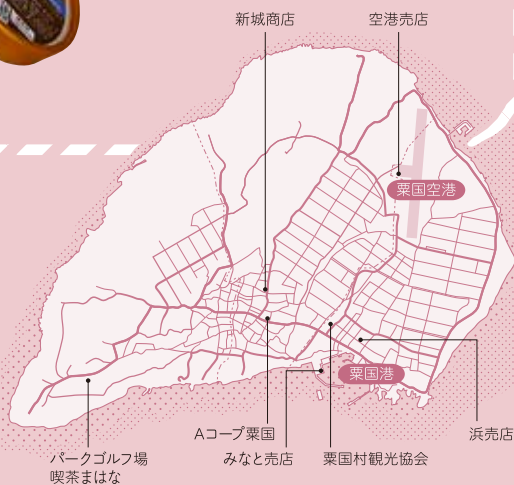 新城商店
空港売店
粟国空港
粟国港
Aコープ粟国
みなと売店
粟国村観光協会
浜売店
パークゴルフ場
喫茶まはな